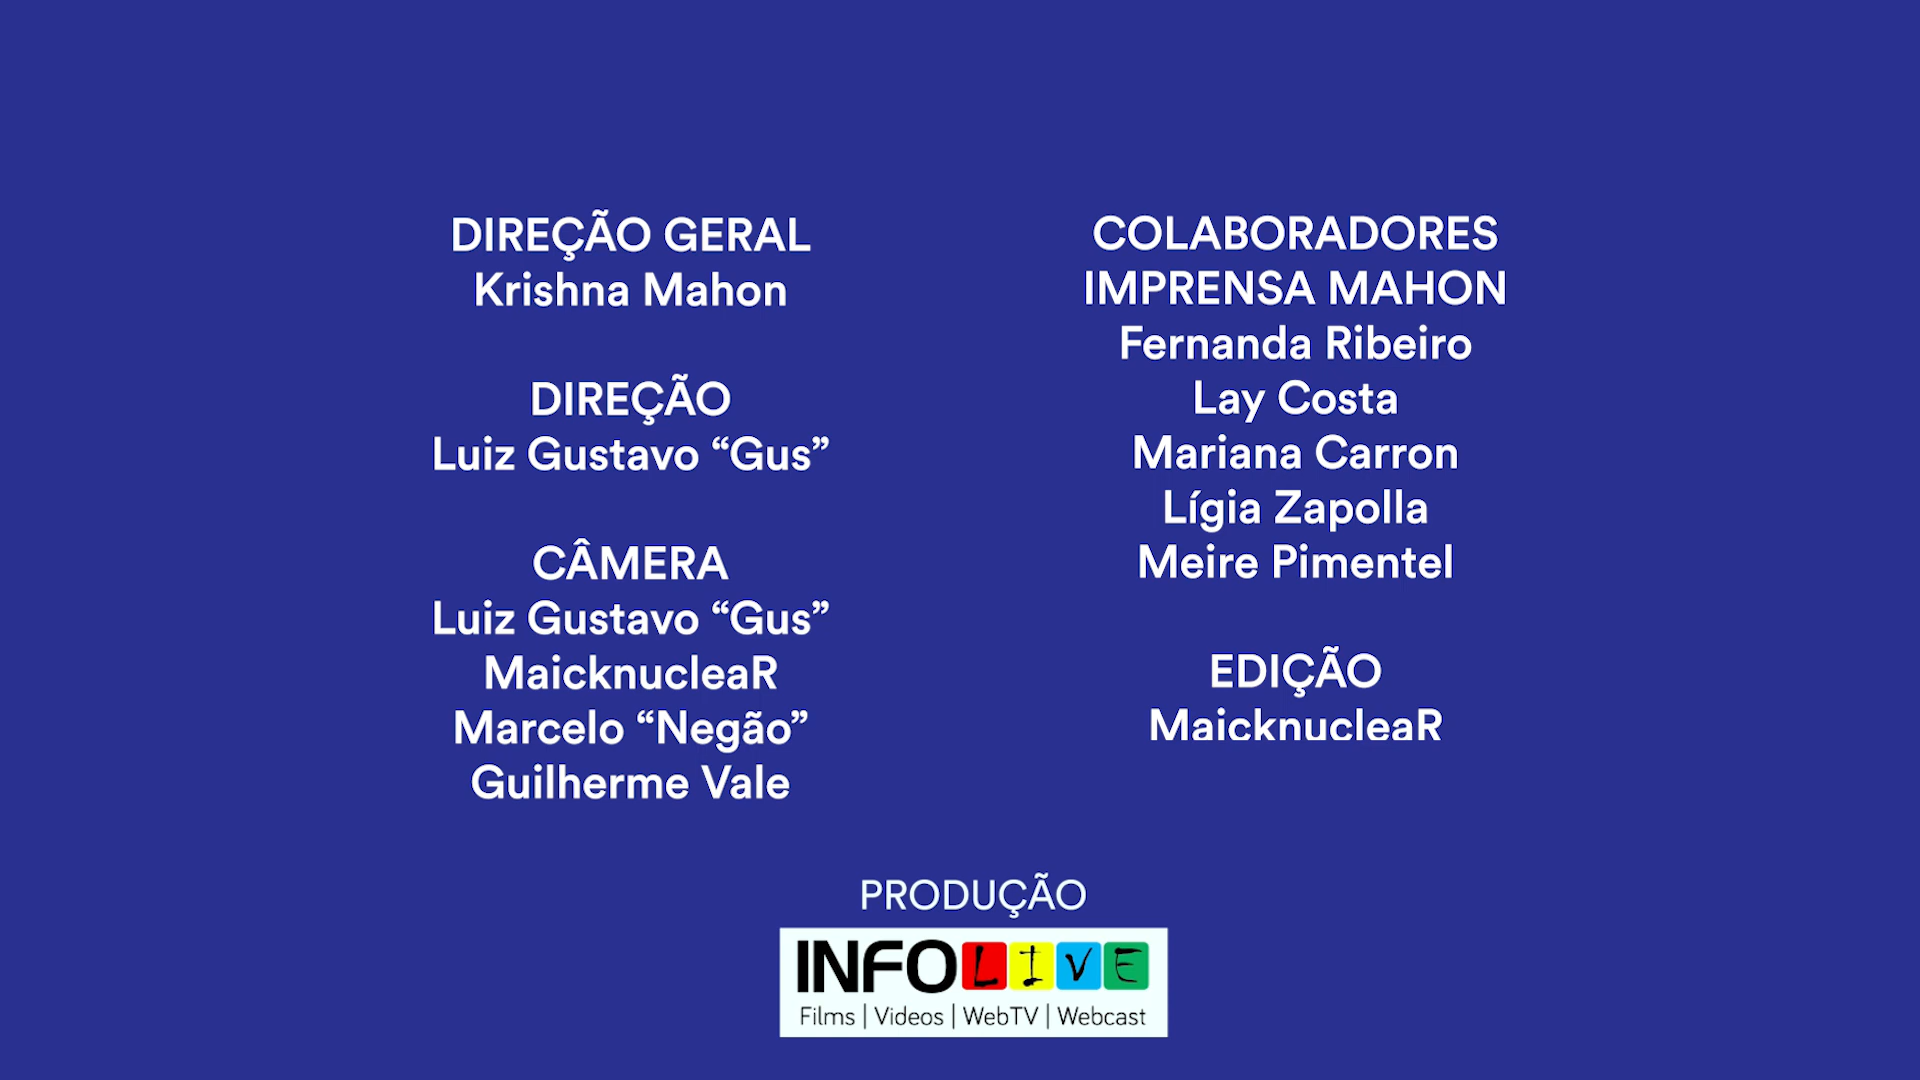 DIREÇÃO GERAL
Krishna Mahon
DIREÇÃO
Luiz Gustavo “Gus”
CÂMERA
Luiz Gustavo “Gus”
MaicknucleaR
Marcelo “Negão”
Guilherme Vale
COLABORADORES
IMPRENSA MAHON
Fernanda Ribeiro
Lay Costa
Mariana Carron
Lígia Zapolla
Meire Pimentel
EDIÇÃO
MaicknucleaR
PRODUÇÃO
INFOLIVE
Films | Videos | WebTV | Webcast